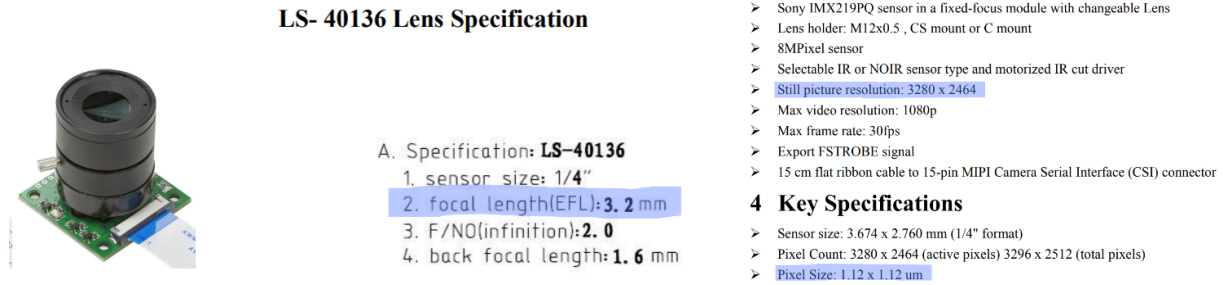 LS- 40136 Lens Specification
A. Specification: LS-40136
1. sensor size: 1/4"
2. focal length(EFL):3.2 mm
3. F/NO(infinition):2.0
4. back focal length:1.6 mm
➢ Sony IMX219PQ sensor in a fixed-focus module with changeable Lens
➢ Lens holder: M12x0.5 , CS mount or C mount
➢ 8MPixel sensor
➢ Selectable IR or NOIR sensor type and motorized IR cut driver
➢ Still picture resolution: 3280 x 2464
➢ Max video resolution: 1080p
➢ Max frame rate: 30fps
➢ Export FSTROBE signal
➢ 15 cm flat ribbon cable to 15-pin MIPI Camera Serial Interface (CSI) connector
4 Key Specifications
➢ Sensor size: 3.674 x 2.760 mm (1/4" format)
➢ Pixel Count: 3280 x 2464 (active pixels) 3296 x 2512 (total pixels)
➢ Pixel Size: 1.12 x 1.12 um